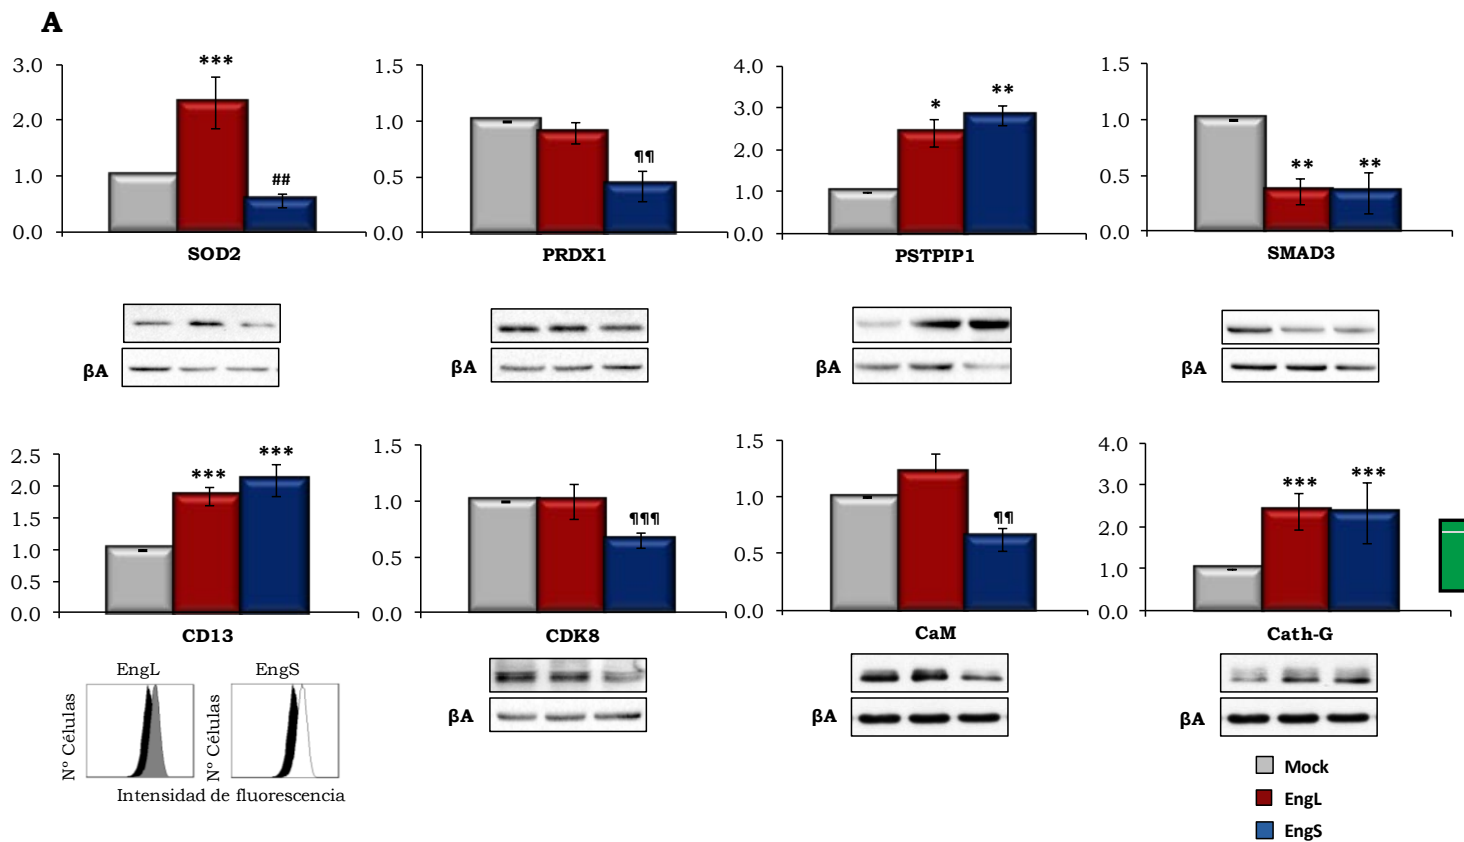 A
3.0
2.0
1.0
0.0
***
##
SOD2
1.5
1.0
0.5
0.0
¶¶
PRDX1
4.0
3.0
2.0
1.0
0.0
*
**
PSTPIP1
1.5
1.0
0.5
0.0
**
**
SMAD3
βA
βA
βA
βA
2.5
2.0
1.5
1.0
0.5
0.0
***
***
CD13
1.5
1.0
0.5
0.0
¶¶¶
CDK8
1.5
1.0
0.5
0.0
¶¶
CaM
4.0
3.0
2.0
1.0
0.0
***
***
Cath-G
EngL
EngS
Nº Células
Nº Células
Intensidad de fluorescencia
βA
βA
βA
Mock
EngL
EngS